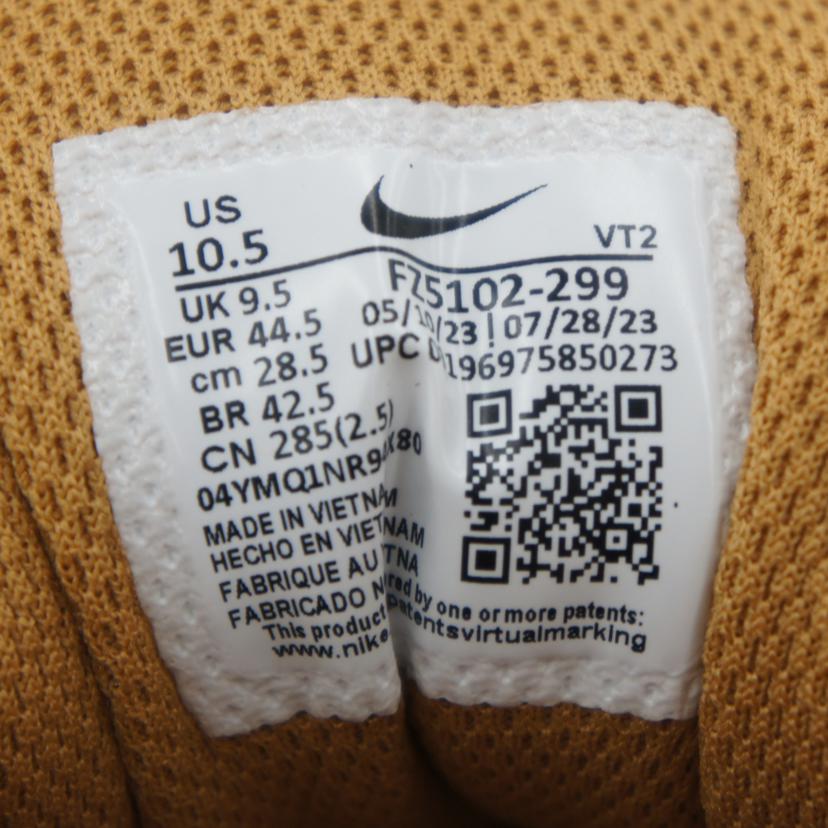 US
10.5
VT2
UK 9.5
EUR 44.5
cm 28.5
BR 42.5
CN 285(2.5)
MADE IN VIETNAM
HECHO EN VIETNAM
FABRIQUE AU
FABRICADO
This product
www.nike
FZ5102-299
05/10/23 | 07/28/23
UPC 196975850273
by one or more patents:
patentsvirtualmarking